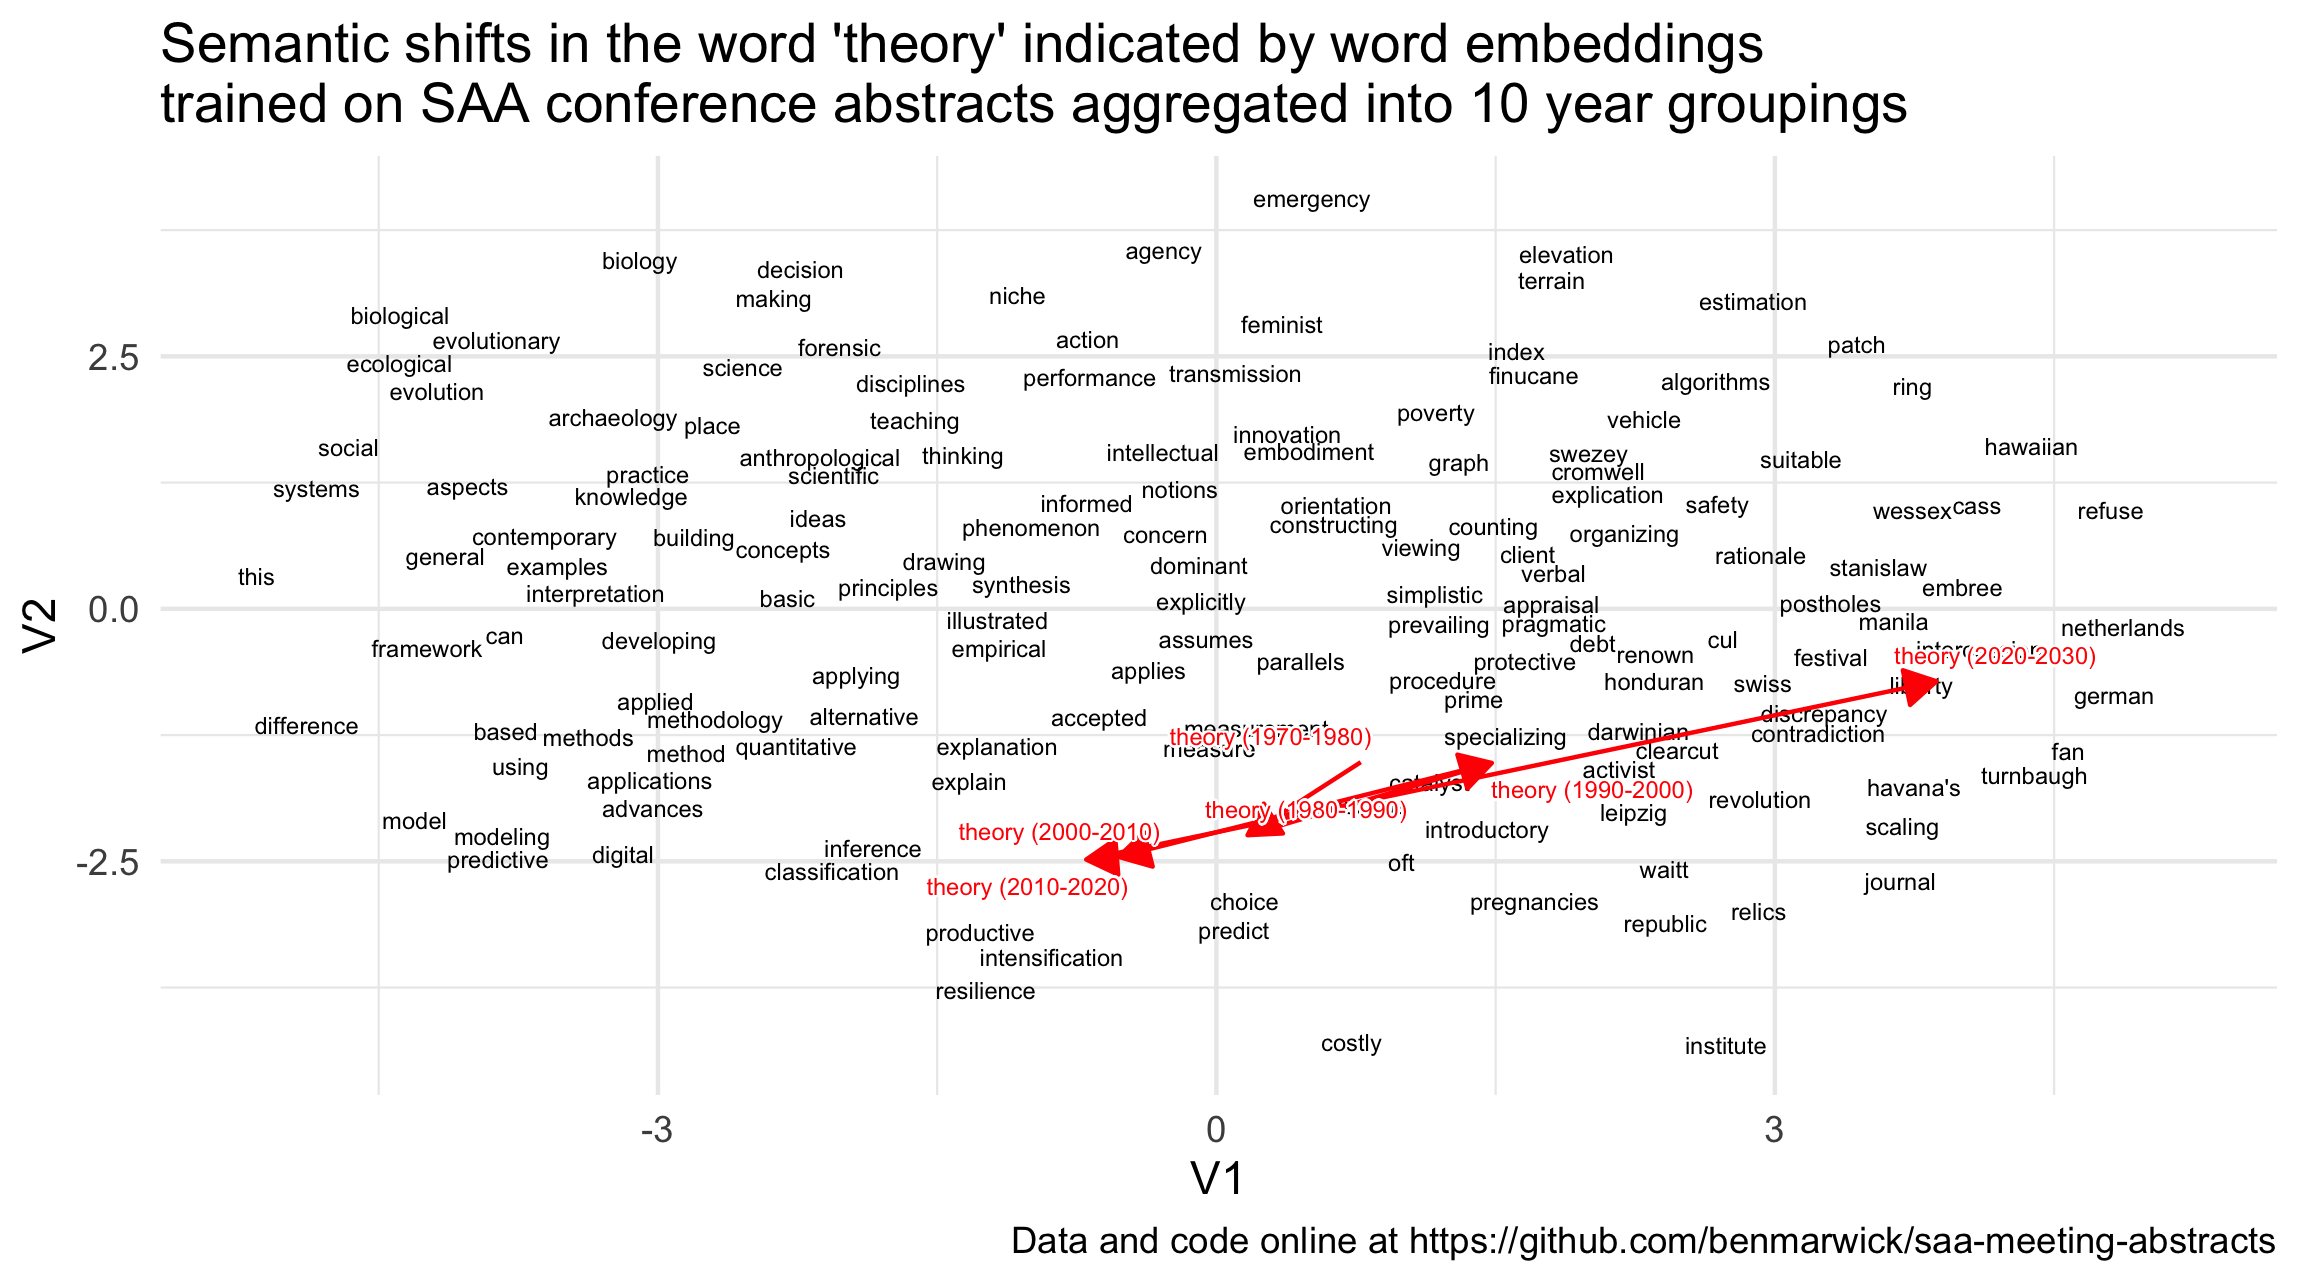 Semantic shifts in the word 'theory' indicated by word embeddings
trained on SAA conference abstracts aggregated into 10 year groupings
emergency
agency
elevation
biology
decision
terrain
making
niche
estimation
biological
feminist
evolutionary
action
patch
forensic
index
2.5
ecological
science
transmission
finucane
performance
algorithms
disciplines
ring
evolution
poverty
archaeology
teaching
vehicle
place
innovation
social
hawaiian
intellectual
embodiment
swezey
thinking
anthropological
suitable
graph
cromwell
practice
scientific
systems
aspects
notions
explication
knowledge
informed
orientation
safety
cass
wessex
refuse
ideas
constructing
counting
phenomenon
organizing
concern
contemporary
building
viewing
concepts
client
rationale
general
drawing
dominant
examples
stanislaw
verbal
this
synthesis
principles
embree
interpretation
simplistic
basic
explicitly
appraisal
postholes
V2
0.0
illustrated
manila
prevailing
pragmatic
netherlands
can
developing
assumes
cul
debt
framework
empirical
renown
theory (2020-2030)
festival
parallels
protective
applies
applying
procedure
honduran
swiss
liberty
german
applied
prime
methodology
alternative
accepted
discrepancy
difference
measurement
based
darwinian
contradiction
methods
theory (1970-1980)
specializing
quantitative
explanation
measure
method
clearcut
fan
using
activist
turnbaugh
applications
explain
catalyst
havana's
theory (1990-2000)
revolution
advances
theory (1980-1990)
leipzig
model
scaling
theory (2000-2010)
introductory
modeling
inference
digital
predictive
-2.5
oft
classification
waitt
journal
theory (2010-2020)
choice
pregnancies
relics
republic
productive
predict
intensification
resilience
costly
institute
-3
0
3
V1
Data and code online at https://github.com/benmarwick/saa-meeting-abstracts